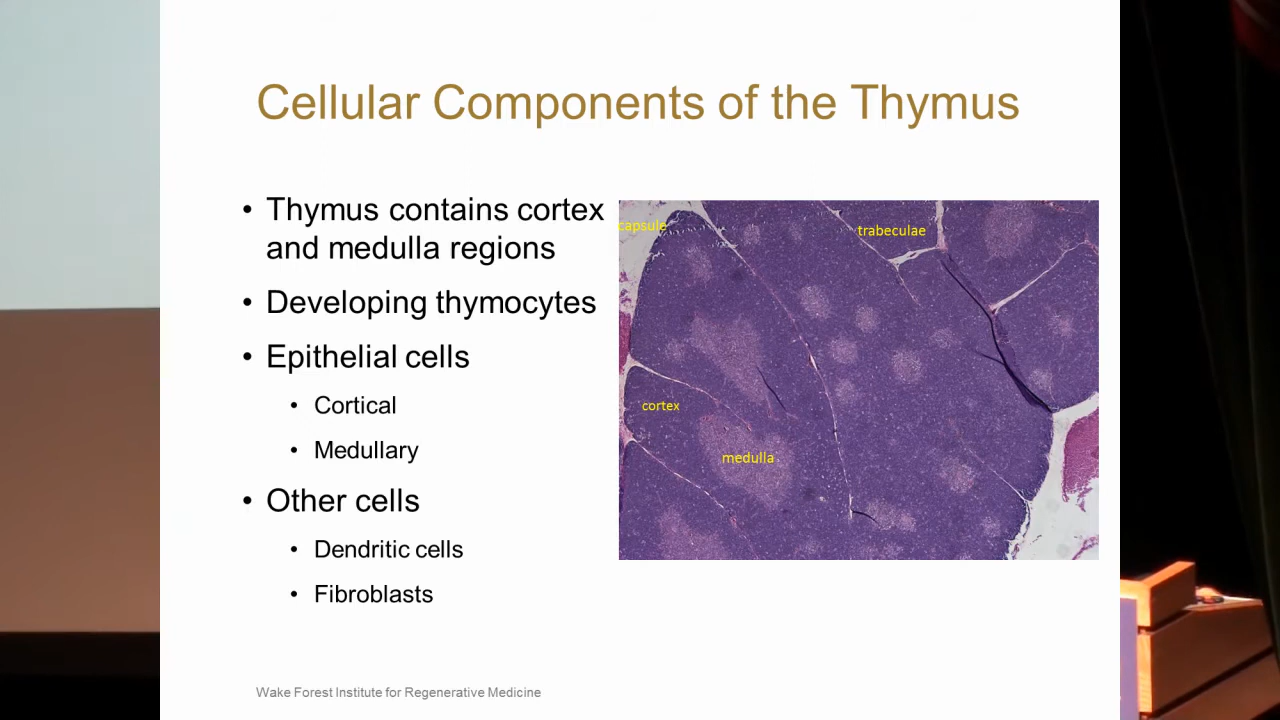 Cellular Components of the Thymus
• Thymus contains cortex
and medulla regions
• Developing thymocytes
• Epithelial cells
• Cortical
• Medullary
• Other cells
• Dendritic cells
• Fibroblasts
capsule
trabeculae
cortex
medulla
Wake Forest Institute for Regenerative Medicine